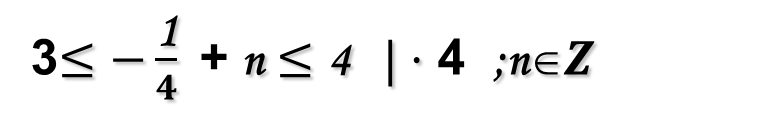 3≤ − 1/4 + n ≤ 4 | · 4 ;n∈Z